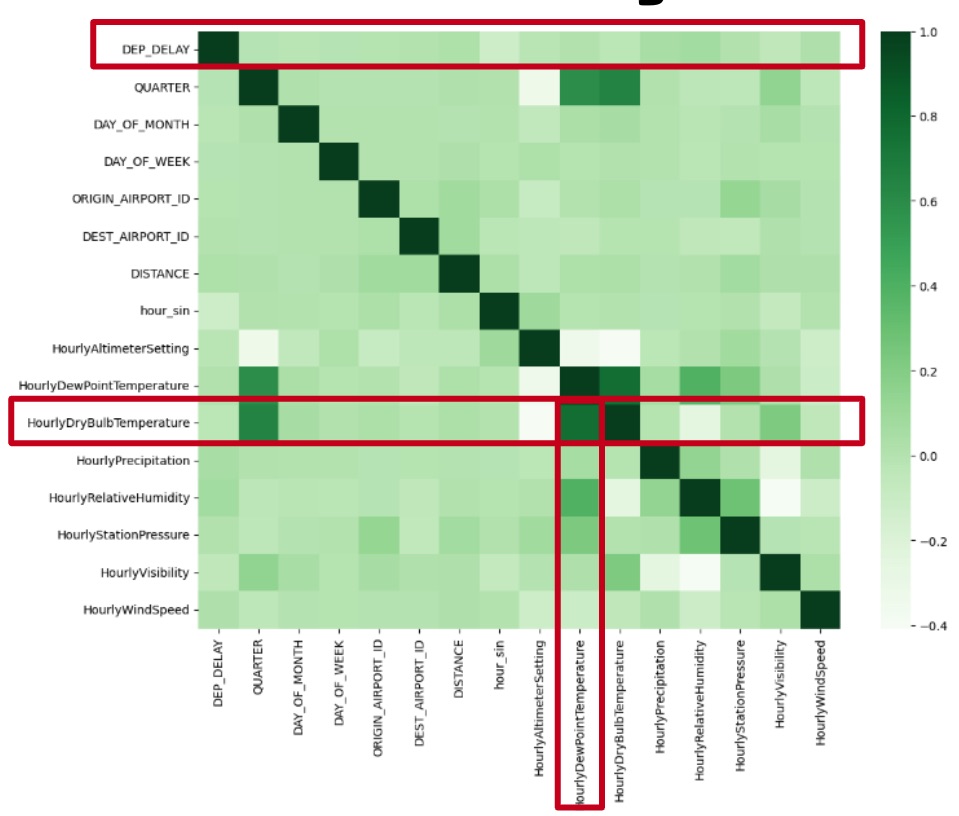 DEP_DELAY
QUARTER
DAY_OF_MONTH
DAY_OF_WEEK
ORIGIN_AIRPORT_ID
DEST_AIRPORT_ID
DISTANCE
hour_sin
HourlyAltimeterSetting
HourlyDewPointTemperature
HourlyDryBulbTemperature
HourlyPrecipitation
HourlyRelativeHumidity
HourlyStationPressure
HourlyVisibility
HourlyWindSpeed
1.0
0.8
0.6
0.4
0.2
0.0
−0.2
−0.4
DEP_DELAY
QUARTER
DAY_OF_MONTH
DAY_OF_WEEK
ORIGIN_AIRPORT_ID
DEST_AIRPORT_ID
DISTANCE
hour_sin
HourlyAltimeterSetting
HourlyDewPointTemperature
HourlyDryBulbTemperature
HourlyPrecipitation
HourlyRelativeHumidity
HourlyStationPressure
HourlyVisibility
HourlyWindSpeed